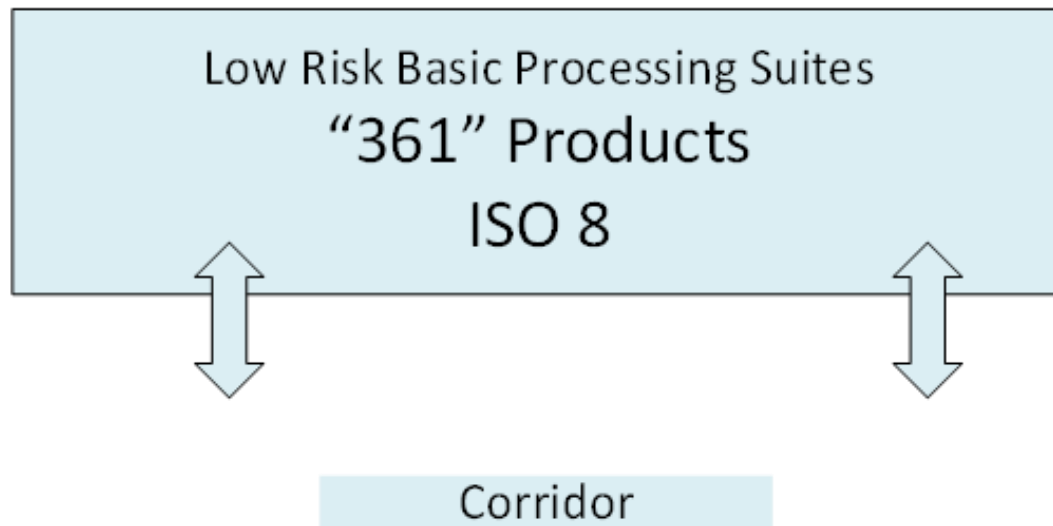 Low Risk Basic Processing Suites
“361” Products
ISO 8
Corridor